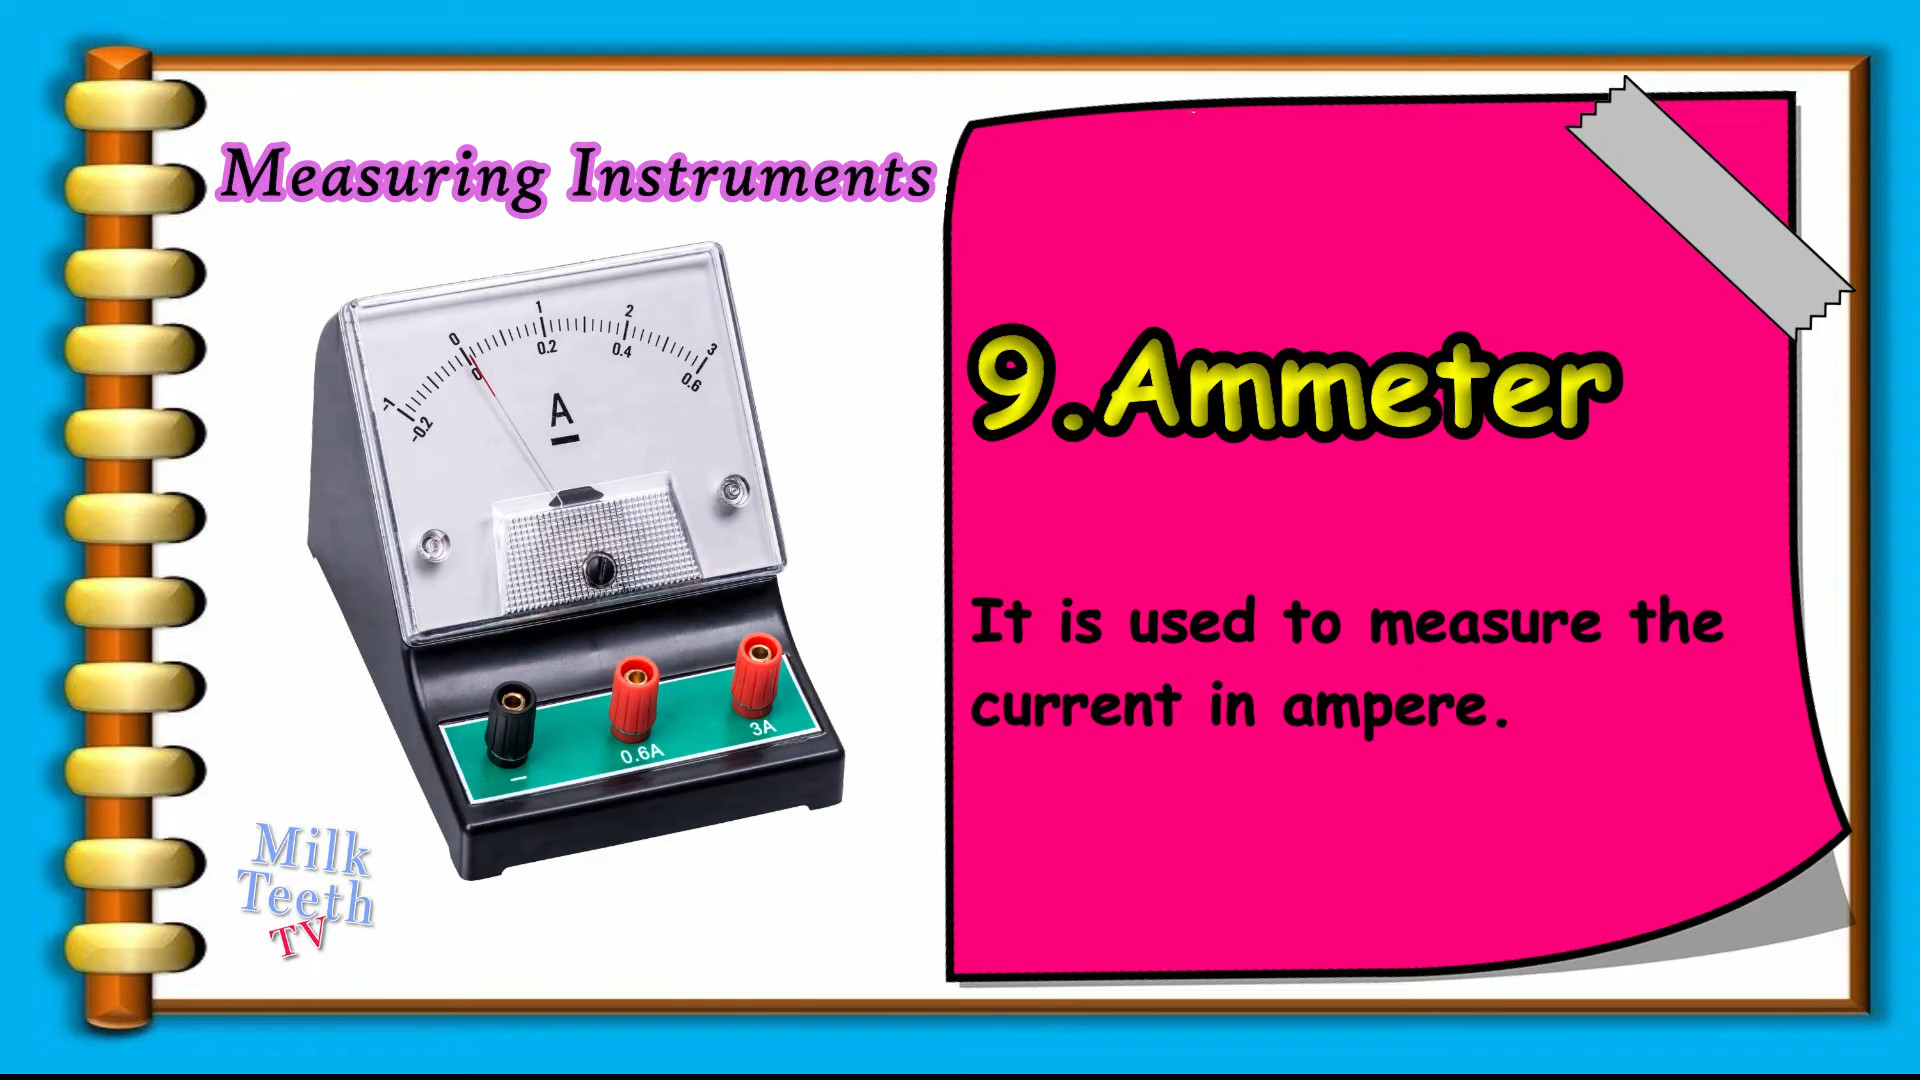 Measuring Instruments
-1 0 1 2 3
-0.2 0 0.2 0.4 0.6
A
– 0.6A 3A
Milk
Teeth
TV
9.Ammeter
It is used to measure the
current in ampere.